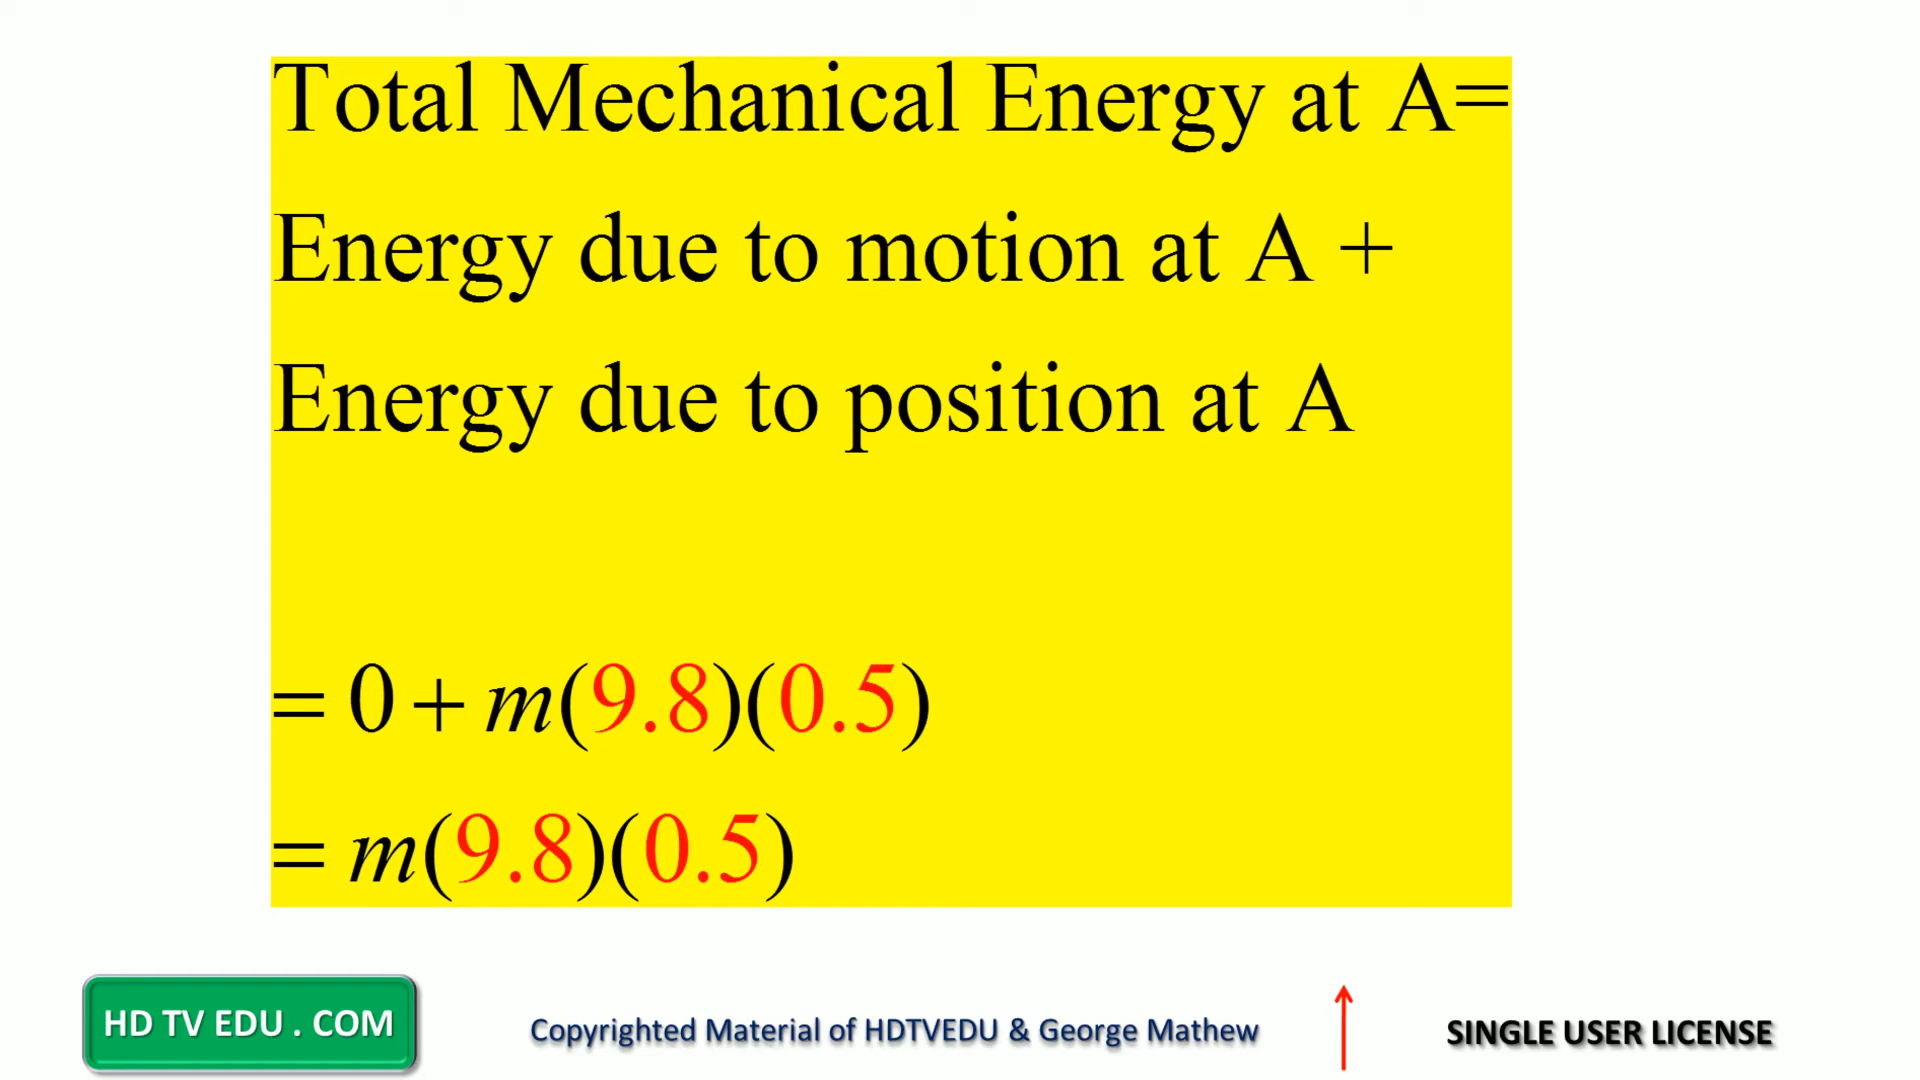 Total Mechanical Energy at A=
Energy due to motion at A +
Energy due to position at A
= 0 + m(9.8)(0.5)
= m(9.8)(0.5)
HD TV EDU . COM
Copyrighted Material of HDTVEDU & George Mathew
SINGLE USER LICENSE